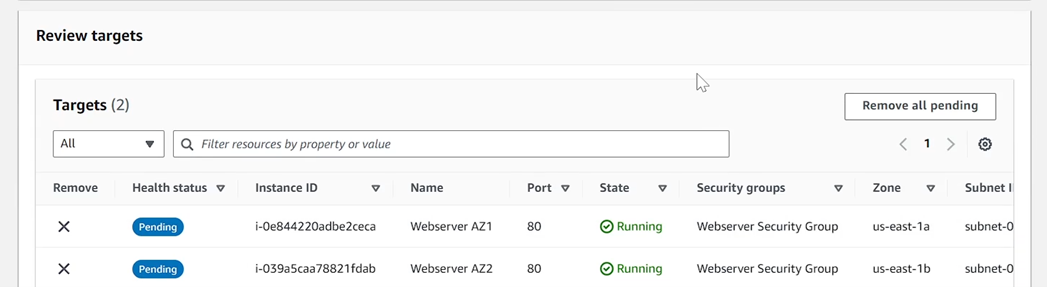 Review targets
Targets (2)
Remove all pending
All
Filter resources by property or value
1
Remove Health status Instance ID Name Port State Security groups Zone Subnet I
Pending i-0e844220adbe2ceca Webserver AZ1 80 Running Webserver Security Group us-east-1a subnet-0
Pending i-039a5caa78821fdab Webserver AZ2 80 Running Webserver Security Group us-east-1b subnet-0